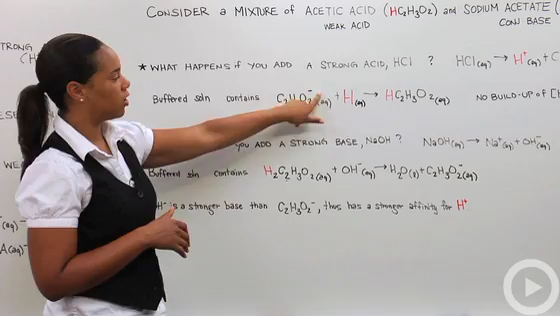 CONSIDER A MIXTURE of ACETIC ACID (HC₂H₃O₂) and SODIUM ACETATE (
WEAK ACID CONJ BASE
STRONG
(H
★ WHAT HAPPENS if YOU ADD A STRONG ACID, HCl ? HCl(aq) → H⁺(aq) + C
Buffered soln contains C₂H₃O₂⁻(aq) + H(aq) → HC₂H₃O₂(aq) NO BUILD-UP of
YOU ADD A STRONG BASE, NaOH ? NaOH(aq) → Na⁺(aq) + OH⁻(aq)
Buffered soln contains H₂C₂H₃O₂(aq) + OH⁻(aq) → H₂O(l) + C₂H₃O₂⁻(aq)
H⁻ is a stronger base than C₂H₃O₂⁻, thus has a stronger affinity for H⁺
⁻(aq)
A(aq)⁻